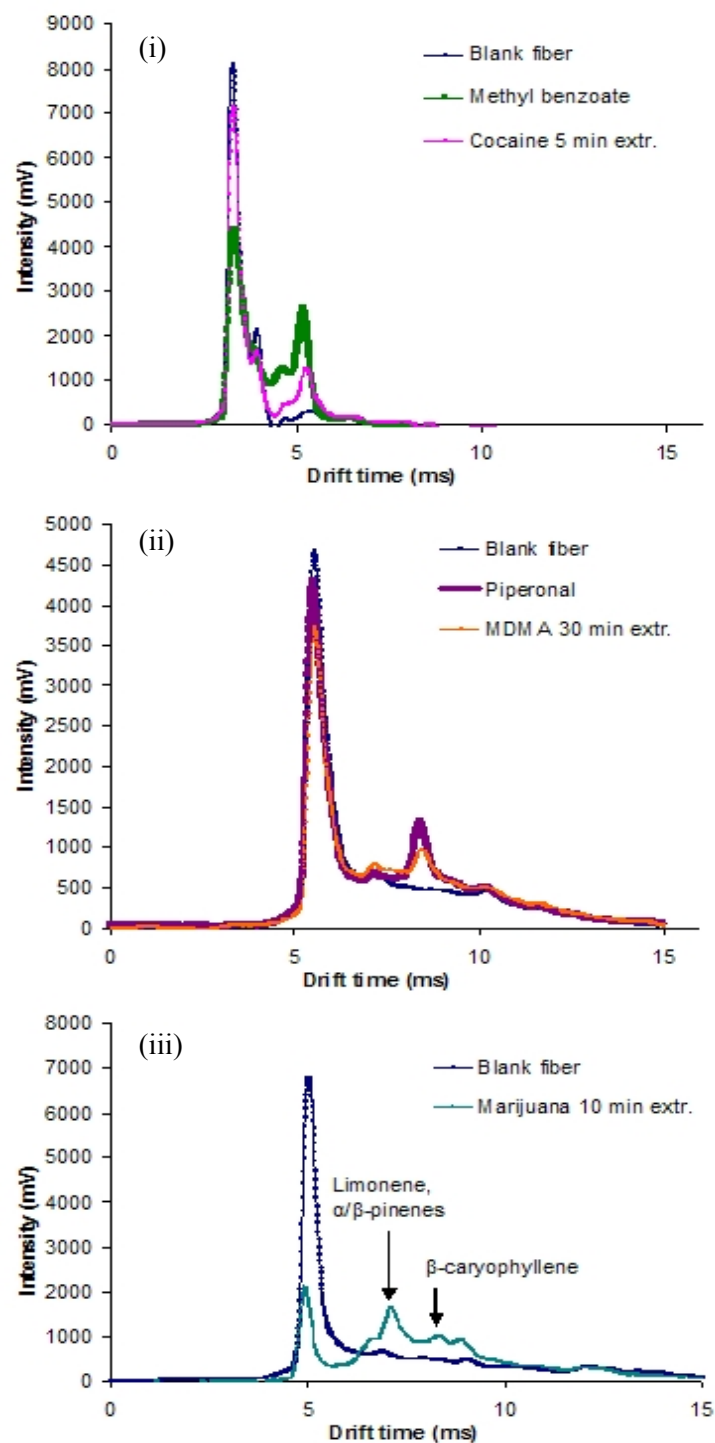 (i)
9000
8000
7000
6000
5000
4000
3000
2000
1000
0
Intensity (mV)
Blank fiber
Methyl benzoate
Cocaine 5 min extr.
0 5 10 15
Drift time (ms)
(ii)
5000
4500
4000
3500
3000
2500
2000
1500
1000
500
0
Intensity (mV)
Blank fiber
Piperonal
MDMA 30 min extr.
0 5 10 15
Drift time (ms)
(iii)
8000
7000
6000
5000
4000
3000
2000
1000
0
Intensity (mV)
Blank fiber
Marijuana 10 min extr.
Limonene,
α/β-pinenes
β-caryophyllene
0 5 10 15
Drift time (ms)